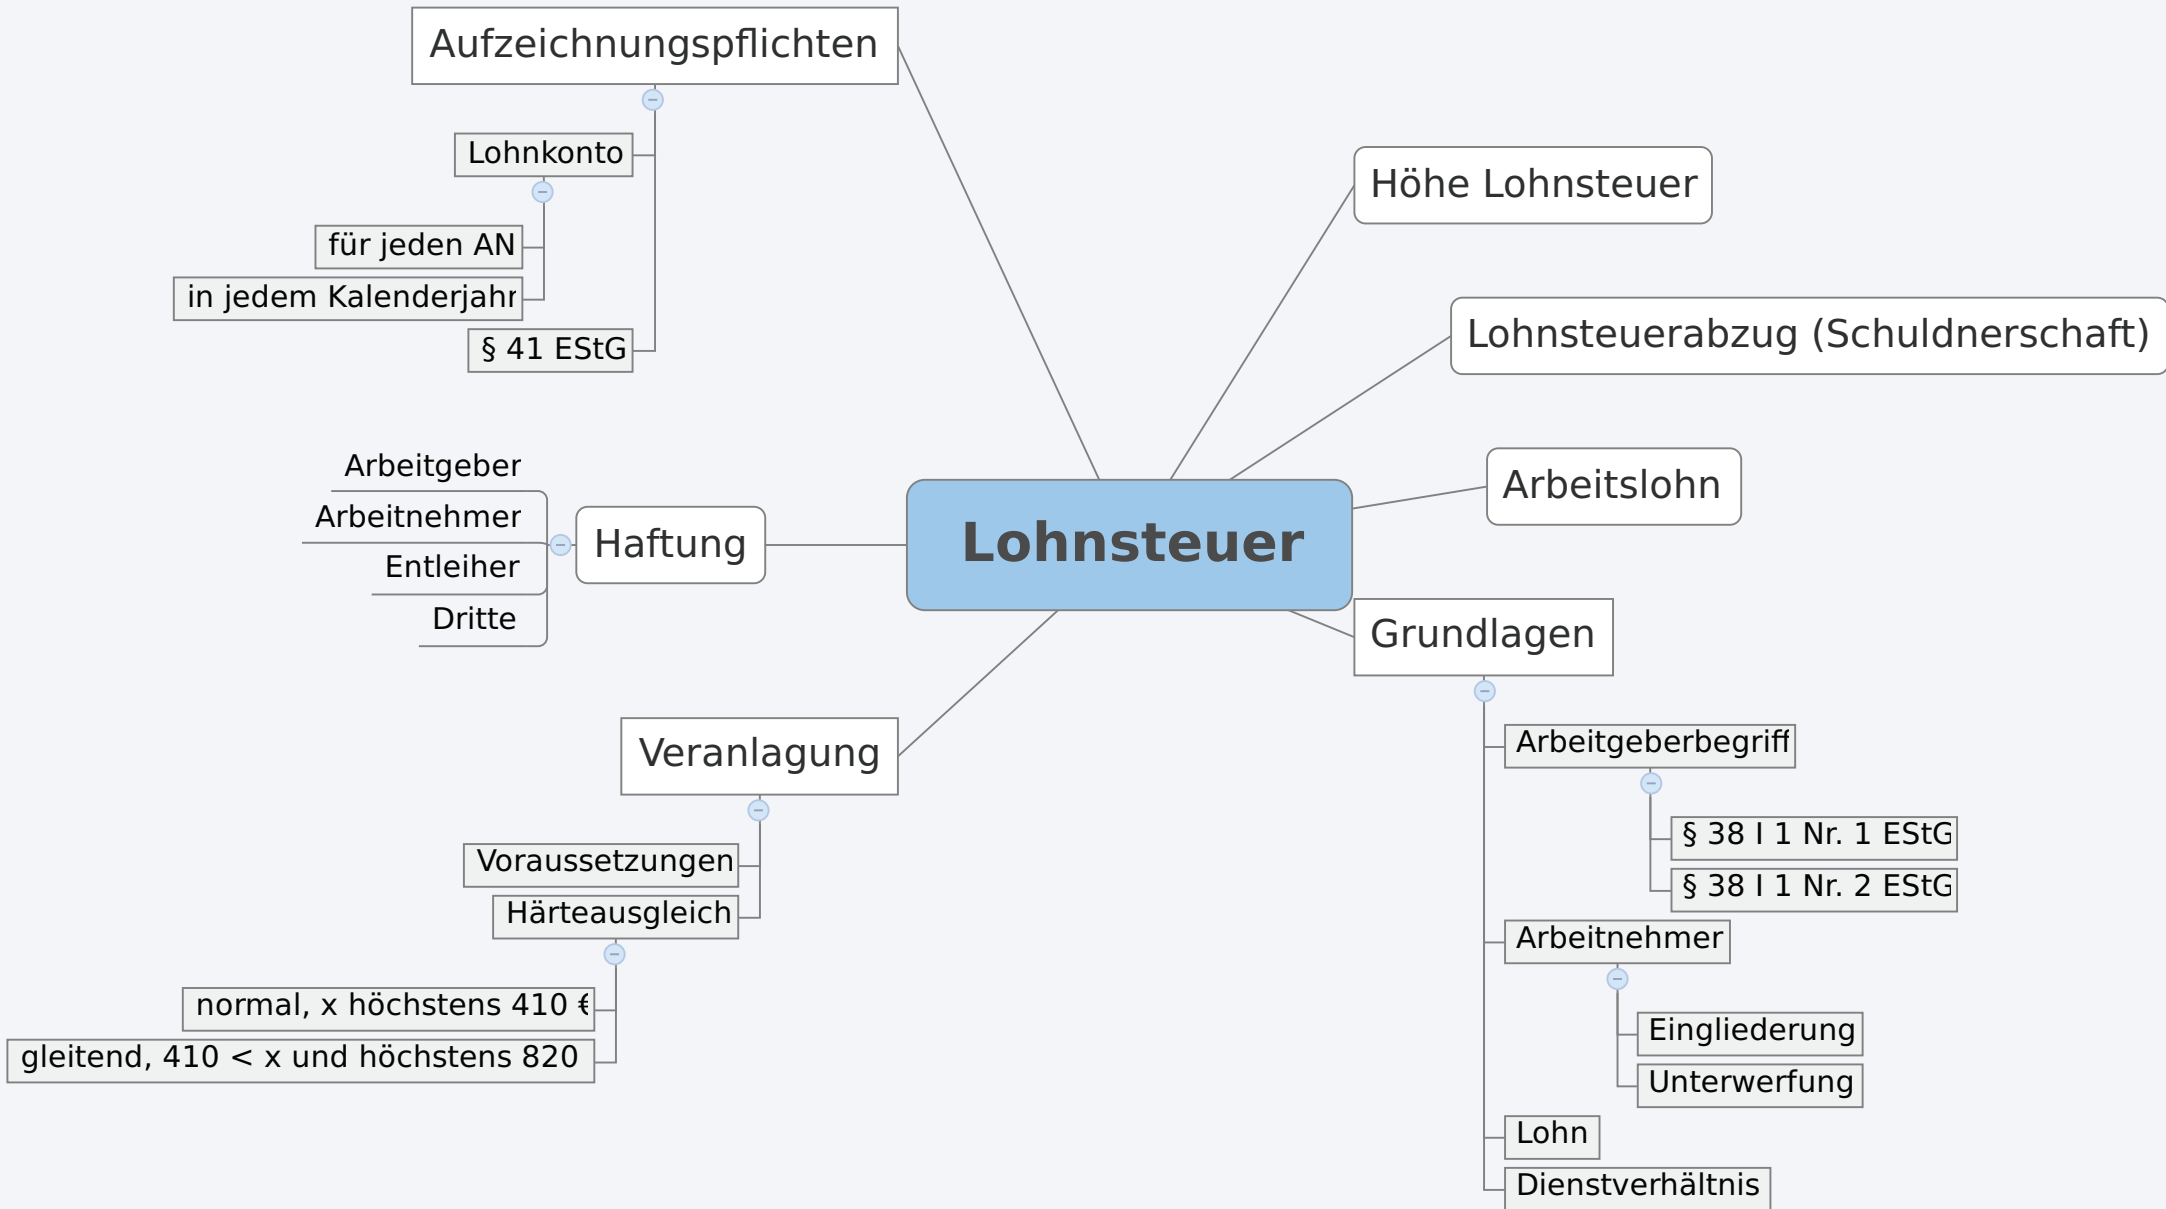 Aufzeichnungspflichten
Lohnkonto
für jeden AN
in jedem Kalenderjahr
§ 41 EStG
Höhe Lohnsteuer
Lohnsteuerabzug (Schuldnerschaft)
Arbeitslohn
Lohnsteuer
Haftung
Arbeitgeber
Arbeitnehmer
Entleiher
Dritte
Grundlagen
Arbeitgeberbegriff
§ 38 I 1 Nr. 1 EStG
§ 38 I 1 Nr. 2 EStG
Arbeitnehmer
Eingliederung
Unterwerfung
Lohn
Dienstverhältnis
Veranlagung
Voraussetzungen
Härteausgleich
normal, x höchstens 410 €
gleitend, 410 < x und höchstens 820